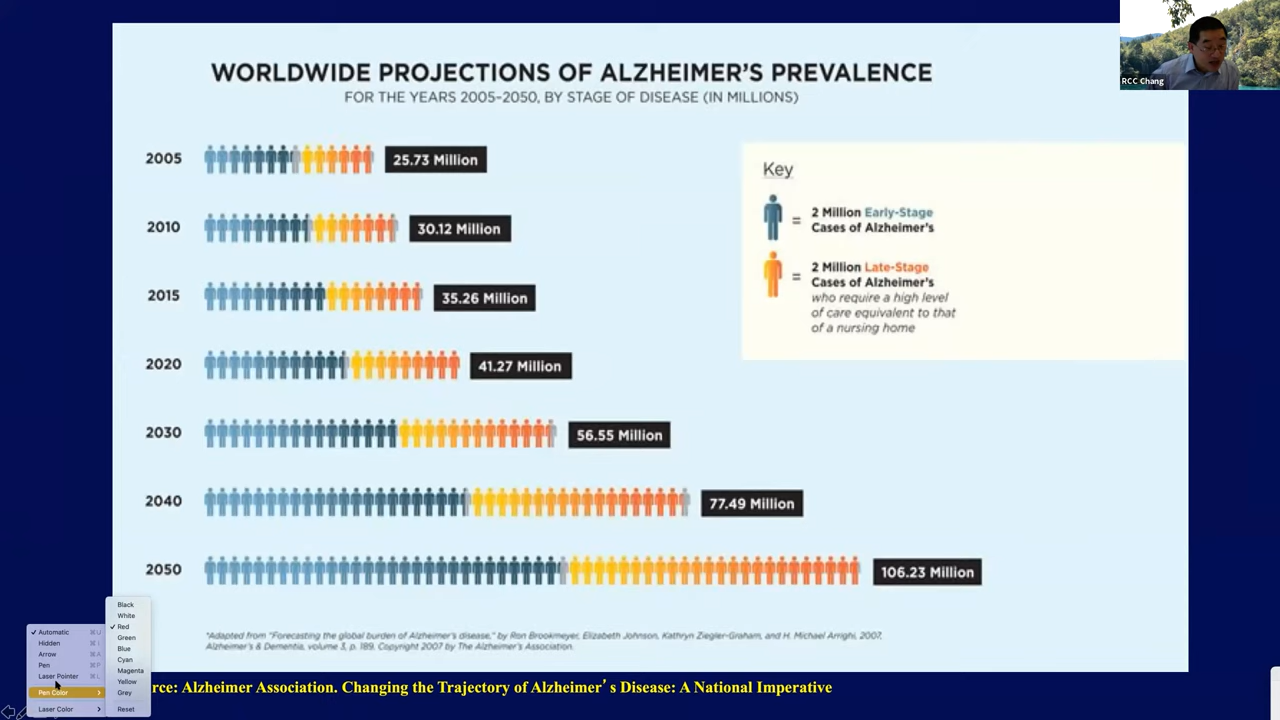 WORLDWIDE PROJECTIONS OF ALZHEIMER'S PREVALENCE
FOR THE YEARS 2005-2050, BY STAGE OF DISEASE (IN MILLIONS)
RCC Chang
2005 25.73 Million
2010 30.12 Million
2015 35.26 Million
2020 41.27 Million
2030 56.55 Million
2040 77.49 Million
2050 106.23 Million
Key
= 2 Million Early-Stage
Cases of Alzheimer's
= 2 Million Late-Stage
Cases of Alzheimer's
who require a high level
of care equivalent to that
of a nursing home
*Adapted from "Forecasting the global burden of Alzheimer's disease," by Ron Brookmeyer, Elizabeth Johnson, Kathryn Ziegler-Graham, and H. Michael Arrighi, 2007,
Alzheimer's & Dementia, volume 3, p. 189. Copyright 2007 by The Alzheimer's Association.
rce: Alzheimer Association. Changing the Trajectory of Alzheimer's Disease: A National Imperative
✓ Automatic
Hidden
Arrow
Pen
Laser Pointer
Pen Color
Laser Color
Black
White
✓ Red
Green
Blue
Cyan
Magenta
Yellow
Grey
Reset